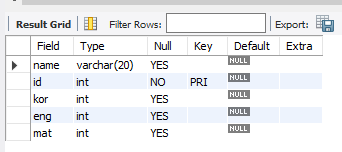 Result Grid Filter Rows: Export:
Field Type Null Key Default Extra
name varchar(20) YES NULL
id int NO PRI NULL
kor int YES NULL
eng int YES NULL
mat int YES NULL